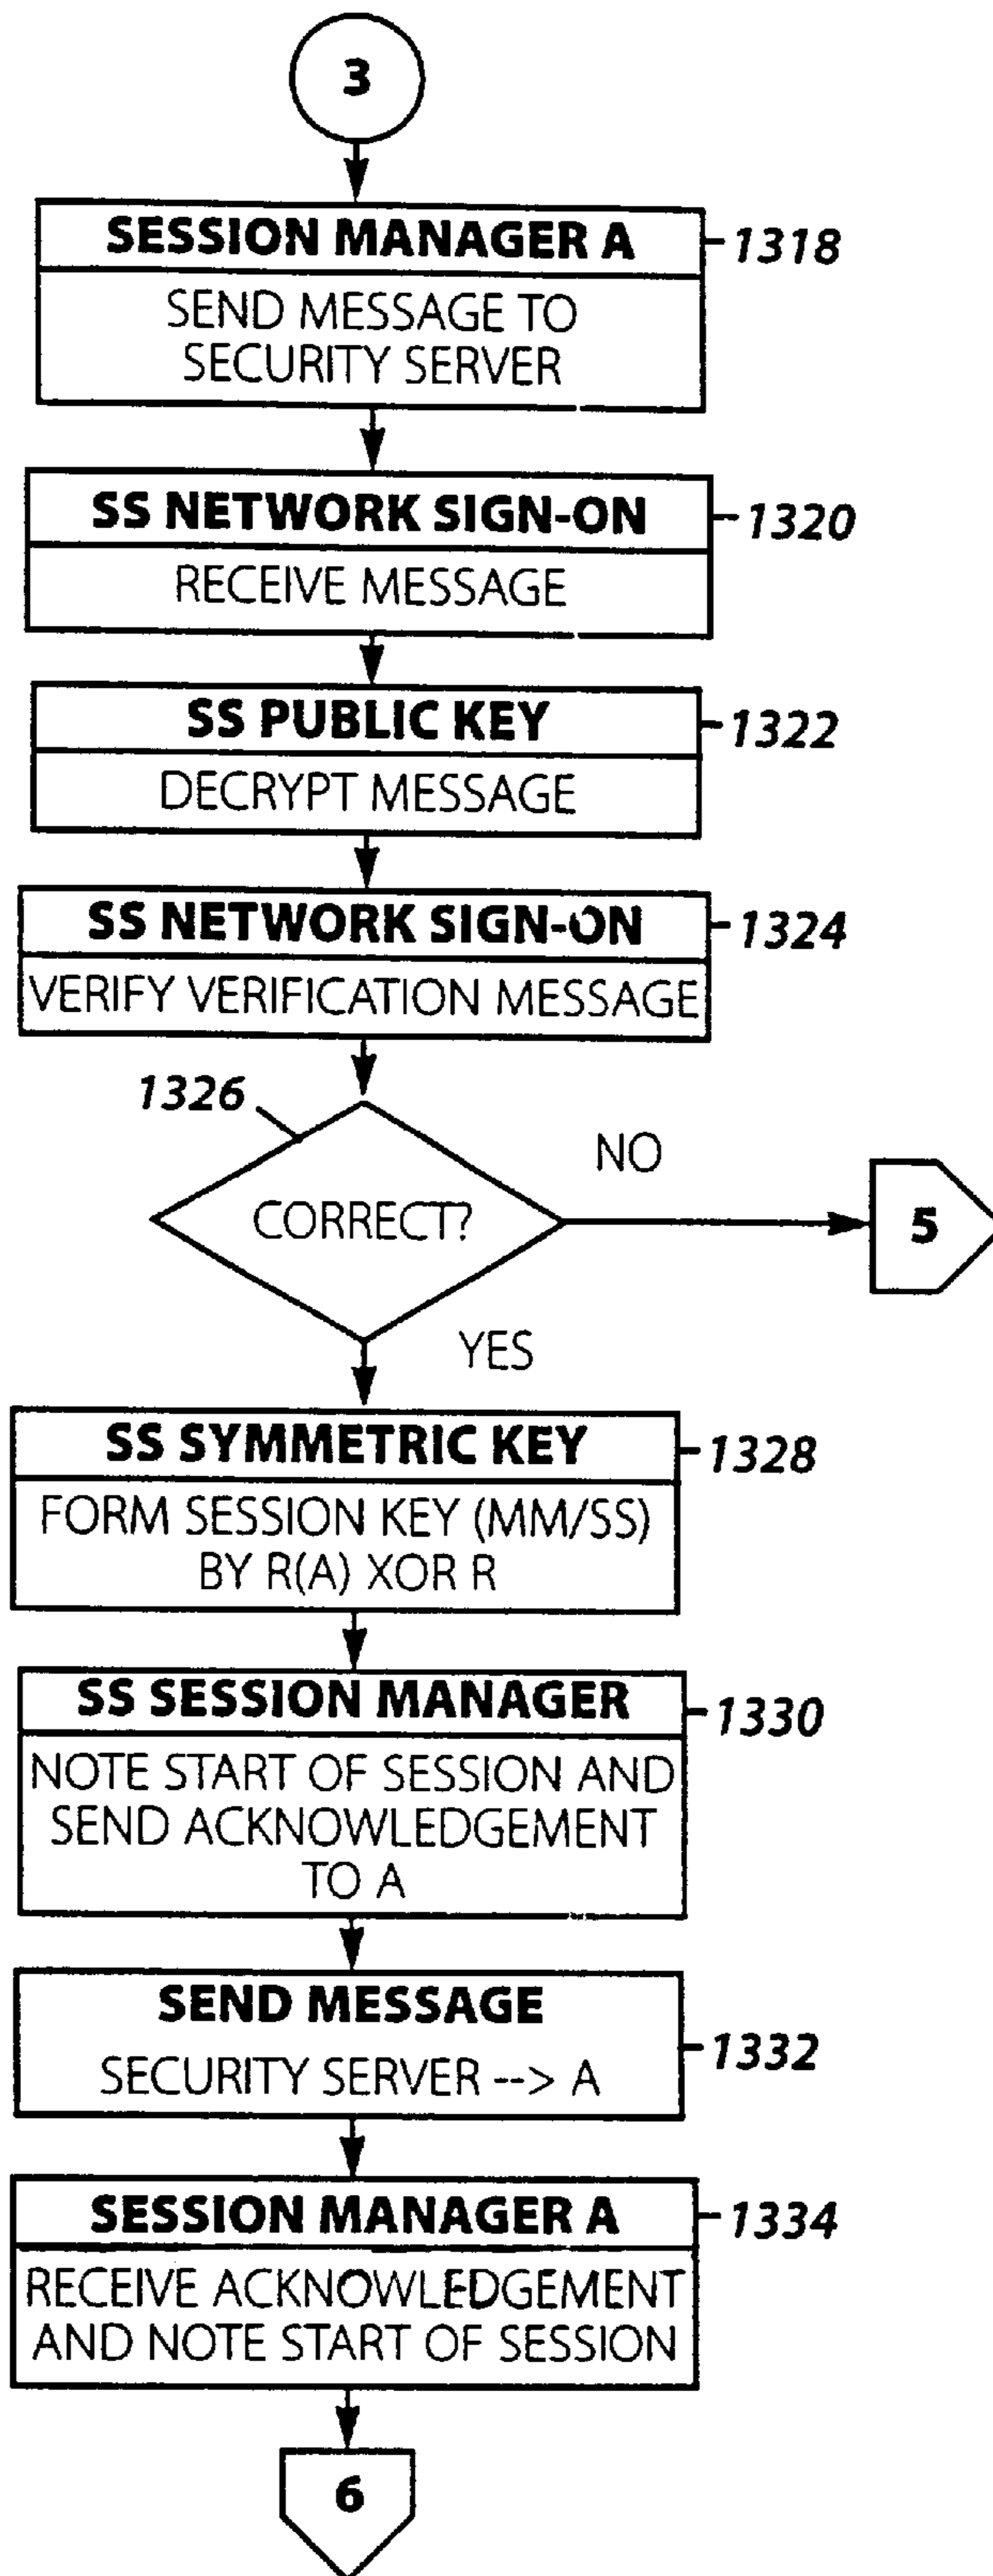 3
SESSION MANAGER A
1318
SEND MESSAGE TO
SECURITY SERVER
SS NETWORK SIGN-ON
1320
RECEIVE MESSAGE
SS PUBLIC KEY
1322
DECRYPT MESSAGE
SS NETWORK SIGN-ON
1324
VERIFY VERIFICATION MESSAGE
1326
NO
CORRECT?
5
YES
SS SYMMETRIC KEY
1328
FORM SESSION KEY (MM/SS)
BY R(A) XOR R
SS SESSION MANAGER
1330
NOTE START OF SESSION AND
SEND ACKNOWLEDGEMENT
TO A
SEND MESSAGE
1332
SECURITY SERVER --> A
SESSION MANAGER A
1334
RECEIVE ACKNOWLEDGEMENT
AND NOTE START OF SESSION
6